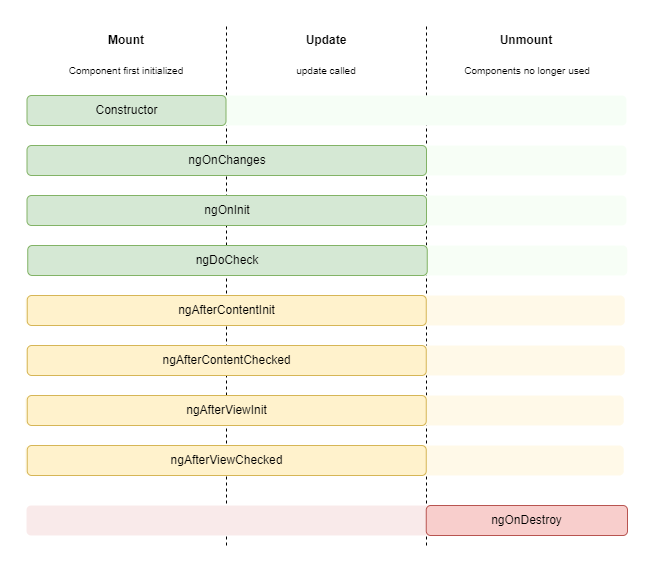 Mount
Update
Unmount
Component first initialized
update called
Components no longer used
Constructor
ngOnChanges
ngOnInit
ngDoCheck
ngAfterContentInit
ngAfterContentChecked
ngAfterViewInit
ngAfterViewChecked
ngOnDestroy